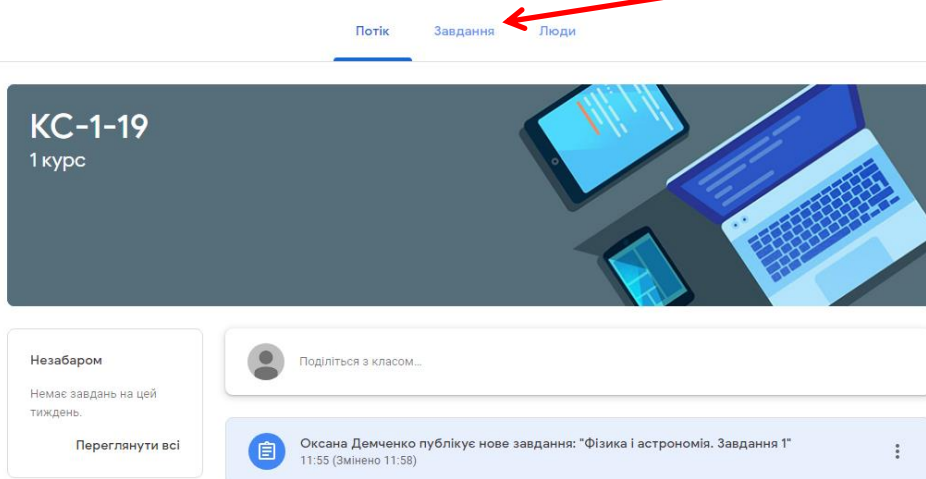 Потік Завдання Люди
КС-1-19
1 курс
Незабаром
Немає завдань на цей
тиждень.
Переглянути всі
Поділіться з класом...
Оксана Демченко публікує нове завдання: "Фізика і астрономія. Завдання 1"
11:55 (Змінено 11:58)